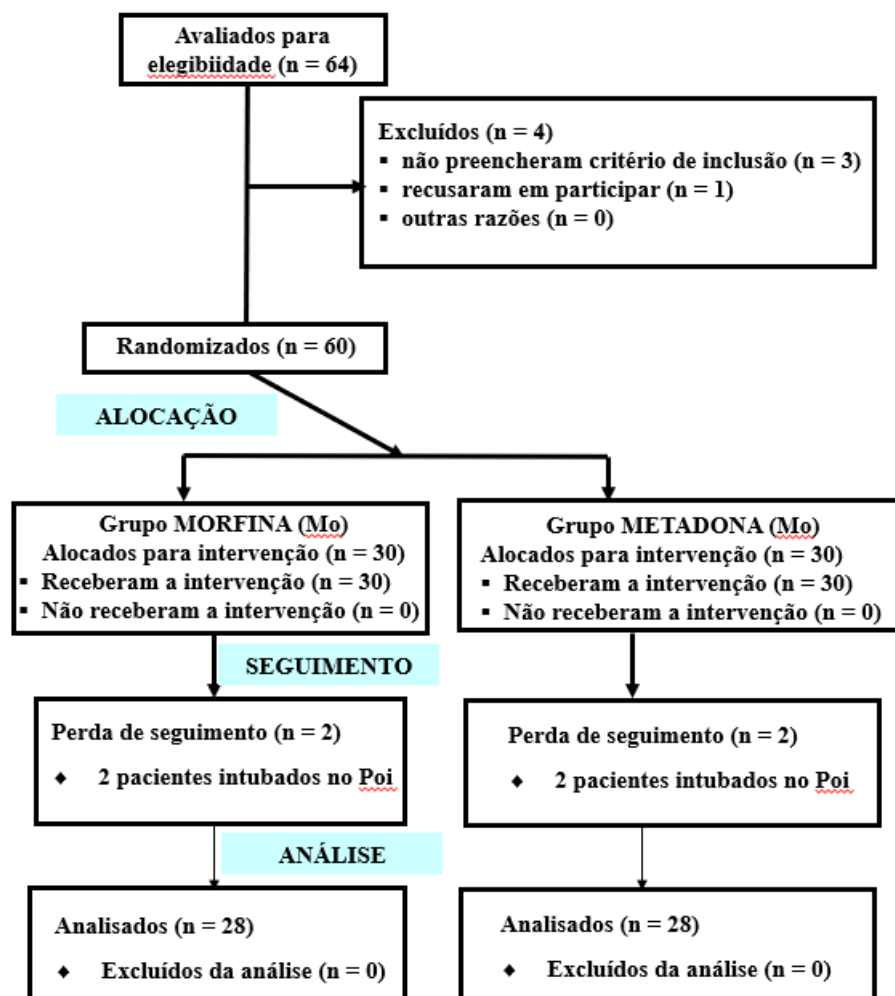 Avaliados para
elegibiidade (n = 64)
Excluídos (n = 4)
▪ não preencheram critério de inclusão (n = 3)
▪ recusaram em participar (n = 1)
▪ outras razões (n = 0)
Randomizados (n = 60)
ALOCAÇÃO
Grupo MORFINA (Mo)
Alocados para intervenção (n = 30)
▪ Receberam a intervenção (n = 30)
▪ Não receberam a intervenção (n = 0)
Grupo METADONA (Mo)
Alocados para intervenção (n = 30)
▪ Receberam a intervenção (n = 30)
▪ Não receberam a intervenção (n = 0)
SEGUIMENTO
Perda de seguimento (n = 2)
♦ 2 pacientes intubados no Poi
Perda de seguimento (n = 2)
♦ 2 pacientes intubados no Poi
ANÁLISE
Analisados (n = 28)
♦ Excluídos da análise (n = 0)
Analisados (n = 28)
♦ Excluídos da análise (n = 0)